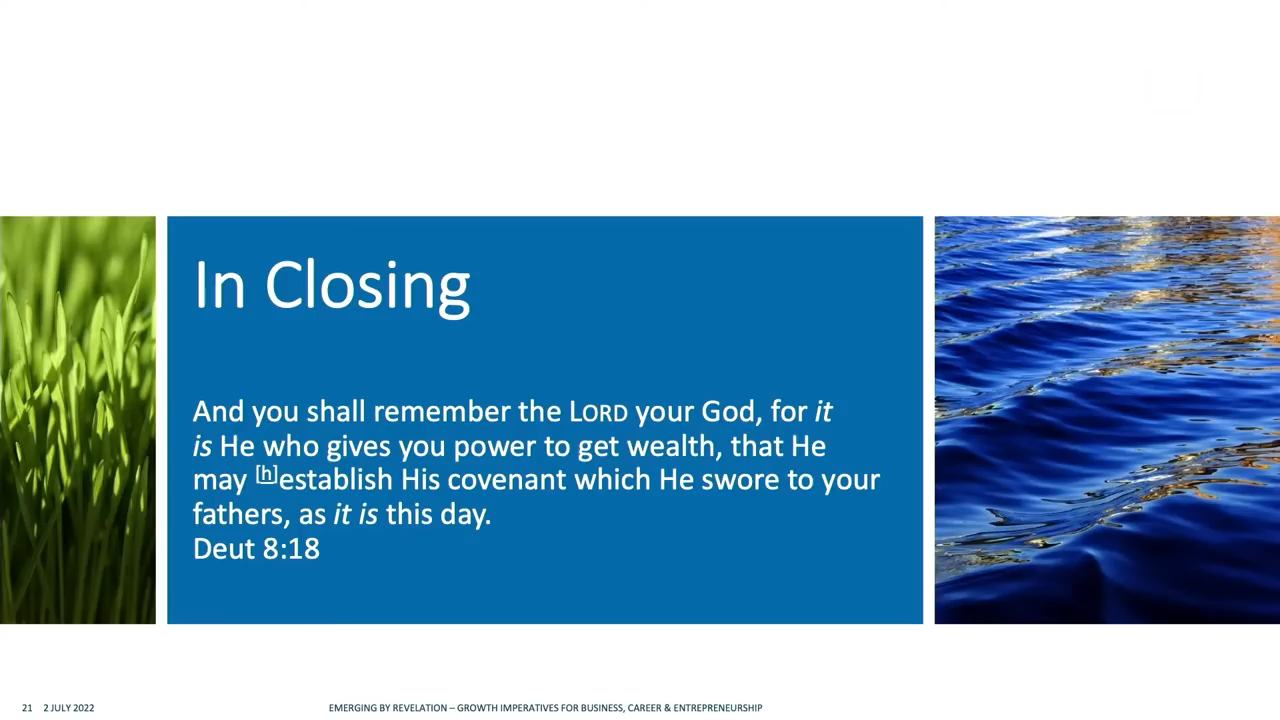 In Closing
And you shall remember the LORD your God, for it
is He who gives you power to get wealth, that He
may [h]establish His covenant which He swore to your
fathers, as it is this day.
Deut 8:18
21 2 JULY 2022 EMERGING BY REVELATION – GROWTH IMPERATIVES FOR BUSINESS, CAREER & ENTREPRENEURSHIP